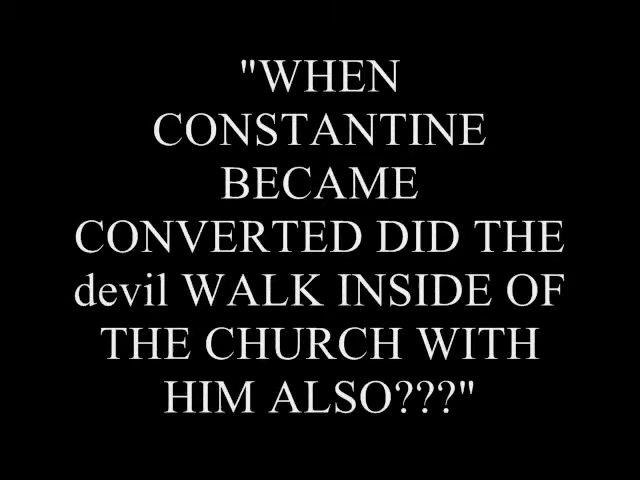 "WHEN
CONSTANTINE
BECAME
CONVERTED DID THE
devil WALK INSIDE OF
THE CHURCH WITH
HIM ALSO???"